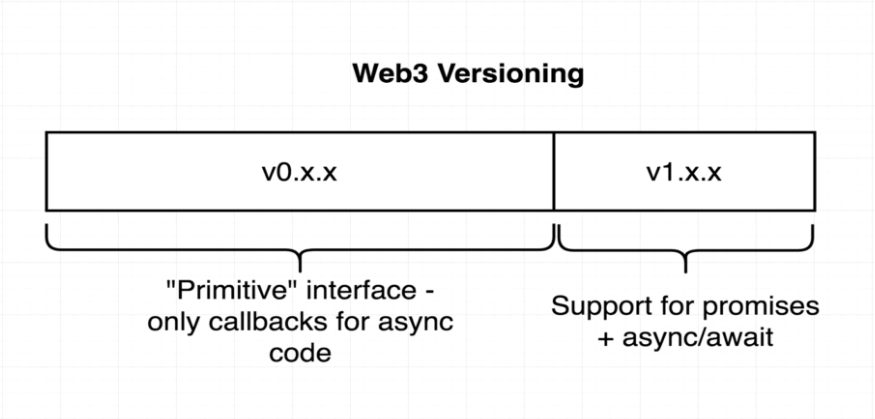 Web3 Versioning
v0.x.x
v1.x.x
"Primitive" interface -
only callbacks for async
code
Support for promises
+ async/await